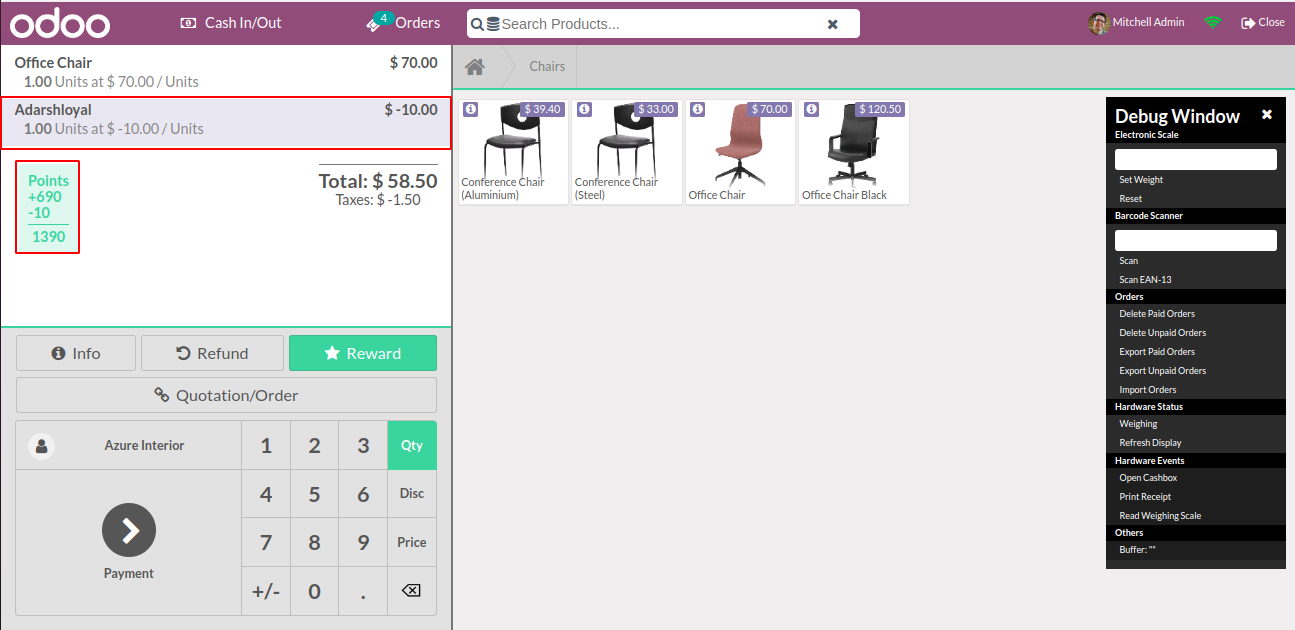 odoo
Cash In/Out
4
Orders
Search Products...
Mitchell Admin
Close
Office Chair $ 70.00
1.00 Units at $ 70.00 / Units
Adarshloyal $ -10.00
1.00 Units at $ -10.00 / Units
Points
+690
-10
1390
Total: $ 58.50
Taxes: $ -1.50
Info
Refund
Reward
Quotation/Order
Azure Interior
1 2 3 Qty
4 5 6 Disc
7 8 9 Price
+/- 0 .
Payment
Chairs
$ 39.40
Conference Chair
(Aluminium)
$ 33.00
Conference Chair
(Steel)
$ 70.00
Office Chair
$ 120.50
Office Chair Black
Debug Window
Electronic Scale
Set Weight
Reset
Barcode Scanner
Scan
Scan EAN-13
Orders
Delete Paid Orders
Delete Unpaid Orders
Export Paid Orders
Export Unpaid Orders
Import Orders
Hardware Status
Weighing
Refresh Display
Hardware Events
Open Cashbox
Print Receipt
Read Weighing Scale
Others
Buffer: ""